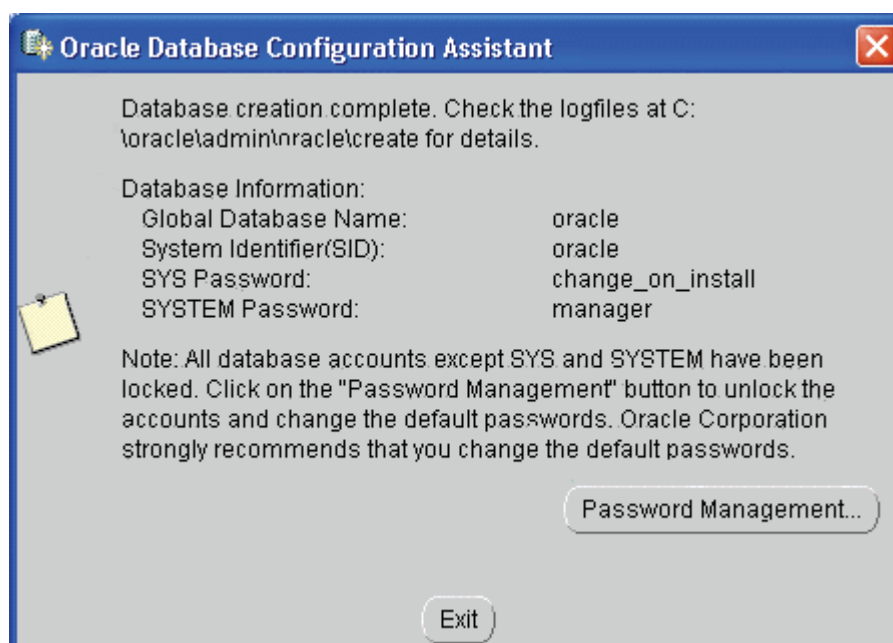 Oracle Database Configuration Assistant
Database creation complete. Check the logfiles at C:
\oracle\admin\oracle\create for details.
Database Information:
Global Database Name: oracle
System Identifier(SID): oracle
SYS Password: change_on_install
SYSTEM Password: manager
Note: All database accounts except SYS and SYSTEM have been
locked. Click on the "Password Management" button to unlock the
accounts and change the default passwords. Oracle Corporation
strongly recommends that you change the default passwords.
Password Management...
Exit